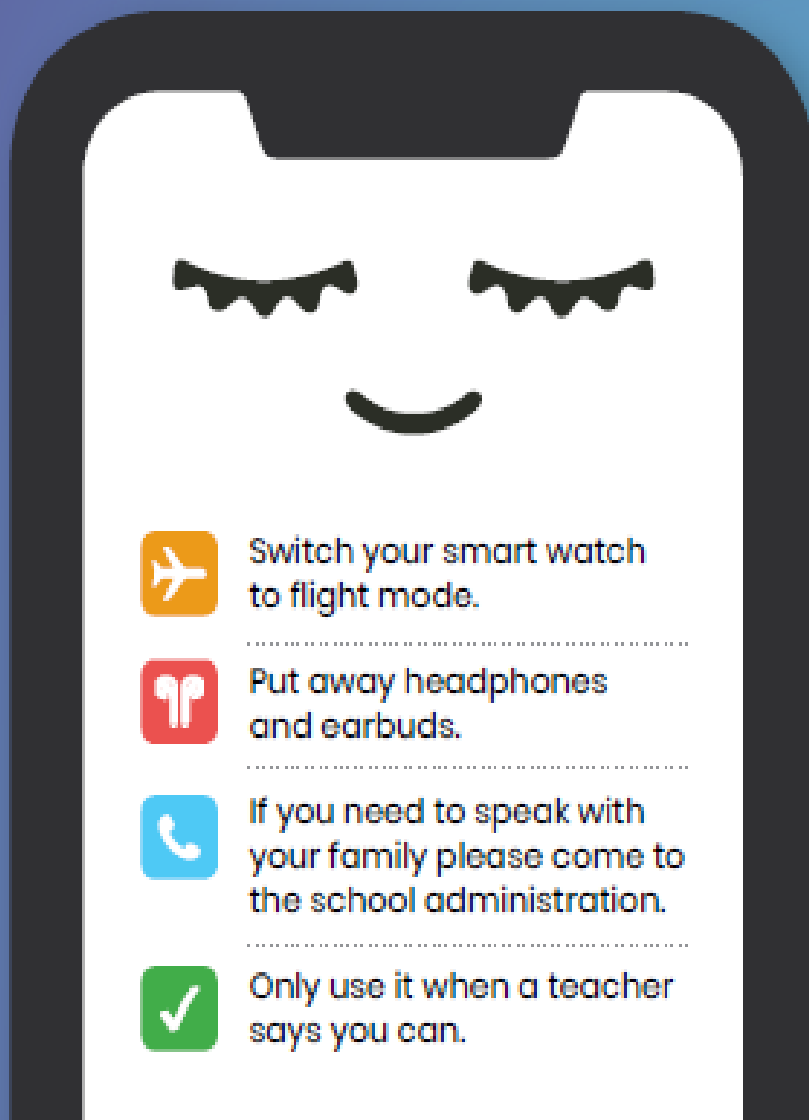 Switch your smart watch
to flight mode.
Put away headphones
and earbuds.
If you need to speak with
your family please come to
the school administration.
Only use it when a teacher
says you can.